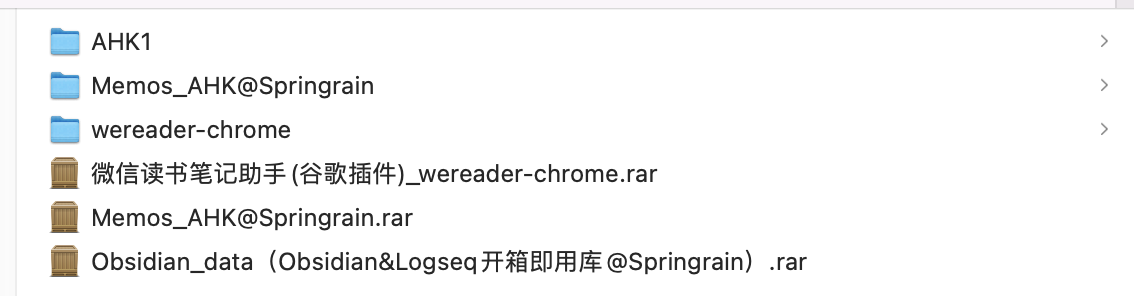 AHK1
Memos_AHK@Springrain
wereader-chrome
微信读书笔记助手(谷歌插件)_wereader-chrome.rar
Memos_AHK@Springrain.rar
Obsidian_data（Obsidian&Logseq开箱即用库@Springrain）.rar